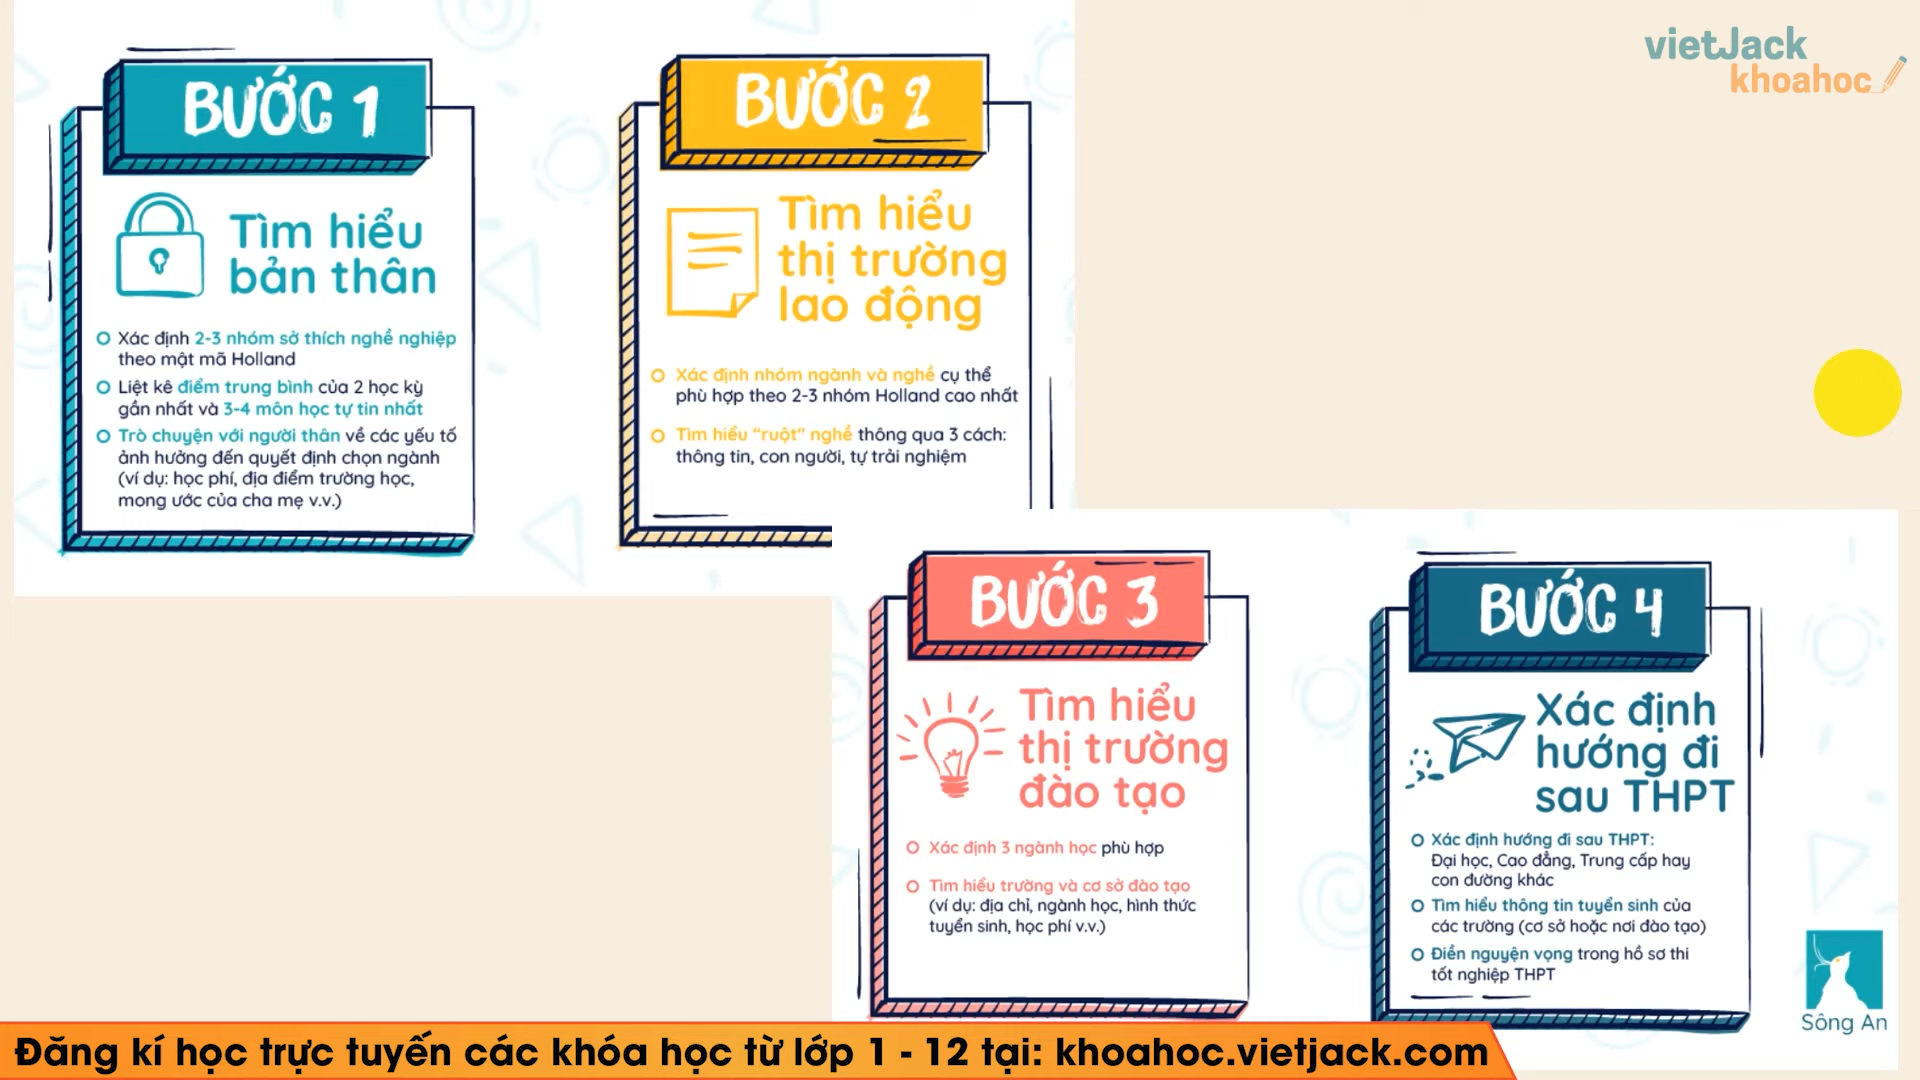 vietJack
khoahoc
BƯỚC 1
Tìm hiểu
bản thân
Xác định 2-3 nhóm sở thích nghề nghiệp
theo mật mã Holland
Liệt kê điểm trung bình của 2 học kỳ
gần nhất và 3-4 môn học tự tin nhất
Trò chuyện với người thân về các yếu tố
ảnh hưởng đến quyết định chọn ngành
(ví dụ: học phí, địa điểm trường học,
mong ước của cha mẹ v.v.)
BƯỚC 2
Tìm hiểu
thị trường
lao động
Xác định nhóm ngành và nghề cụ thể
phù hợp theo 2-3 nhóm Holland cao nhất
Tìm hiểu "ruột" nghề thông qua 3 cách:
thông tin, con người, tự trải nghiệm
BƯỚC 3
Tìm hiểu
thị trường
đào tạo
Xác định 3 ngành học phù hợp
Tìm hiểu trường và cơ sở đào tạo
(ví dụ: địa chỉ, ngành học, hình thức
tuyển sinh, học phí v.v.)
BƯỚC 4
Xác định
hướng đi
sau THPT
Xác định hướng đi sau THPT:
Đại học, Cao đẳng, Trung cấp hay
con đường khác
Tìm hiểu thông tin tuyển sinh của
các trường (cơ sở hoặc nơi đào tạo)
Điền nguyện vọng trong hồ sơ thi
tốt nghiệp THPT
Sông An
Đăng kí học trực tuyến các khóa học từ lớp 1 - 12 tại: khoahoc.vietjack.com